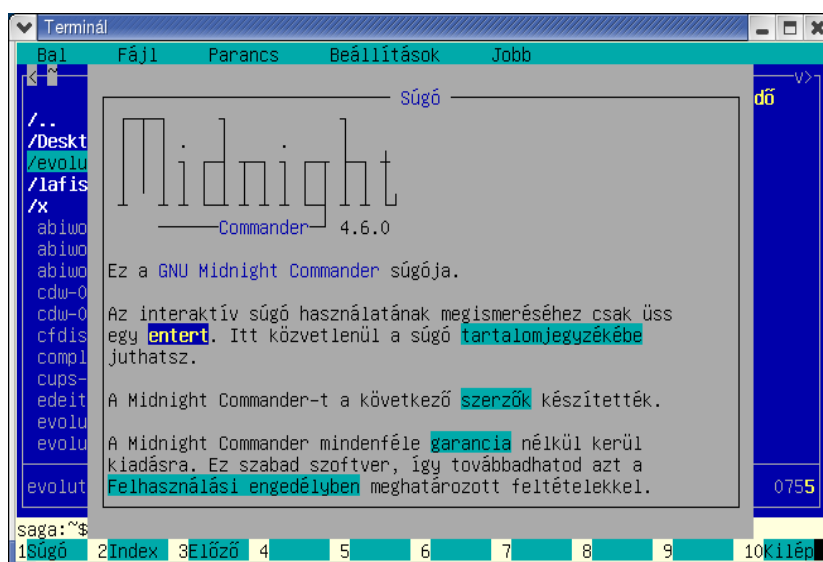 Terminál
Bal Fájl Parancs Beállítások Jobb
<~ v>
Súgó
dő
/..
/Deskt
/evolu
/lafis
/x
abiwo
abiwo
abiwo
cdw-0
cdw-0
cfdis
compl
cups-
edeit
evolu
evolu
Midnight
Commander 4.6.0
Ez a GNU Midnight Commander súgója.
Az interaktív súgó használatának megismeréséhez csak üss
egy entert. Itt közvetlenül a súgó tartalomjegyzékébe
juthatsz.
A Midnight Commander-t a következő szerzők készítették.
A Midnight Commander mindenféle garancia nélkül kerül
kiadásra. Ez szabad szoftver, így továbbadhatod azt a
Felhasználási engedélyben meghatározott feltételekkel.
evolut 0755
saga:~$
1Súgó 2Index 3Előző 4 5 6 7 8 9 10Kilép